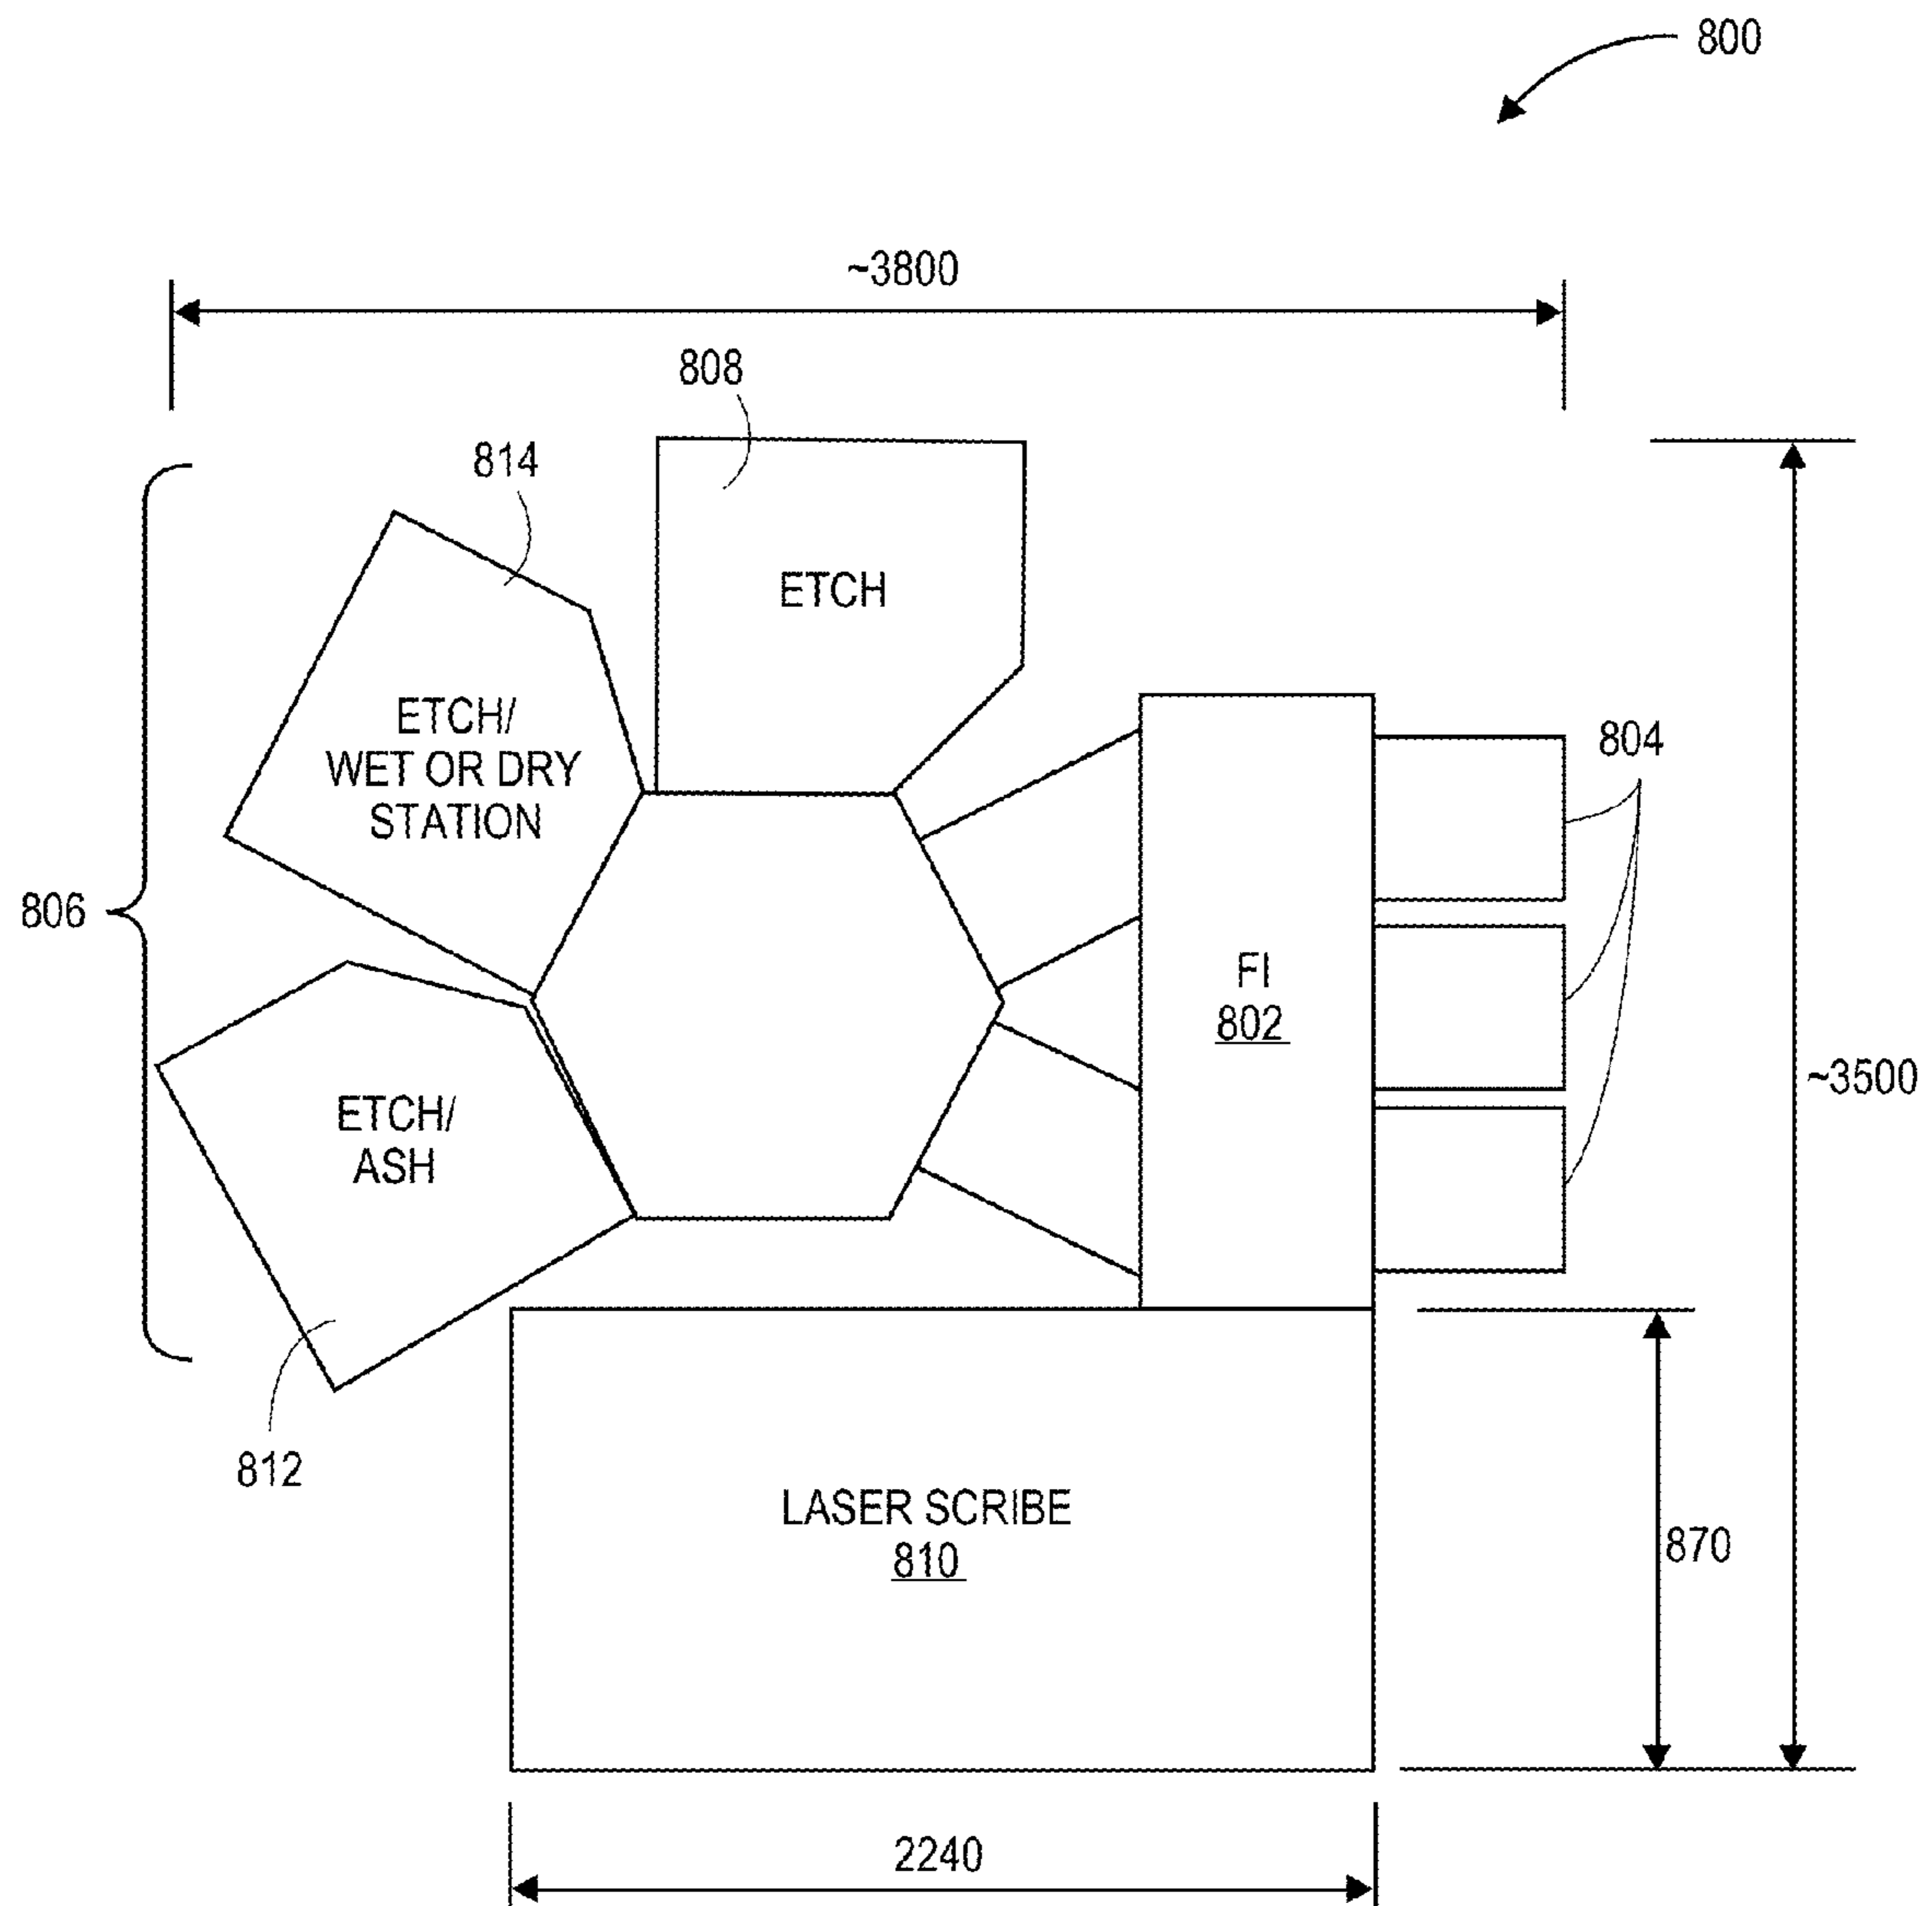 800
~3800
808
814
ETCH
ETCH/
WET OR DRY
STATION
804
806
FI
802
~3500
ETCH/
ASH
812
LASER SCRIBE
810
870
2240